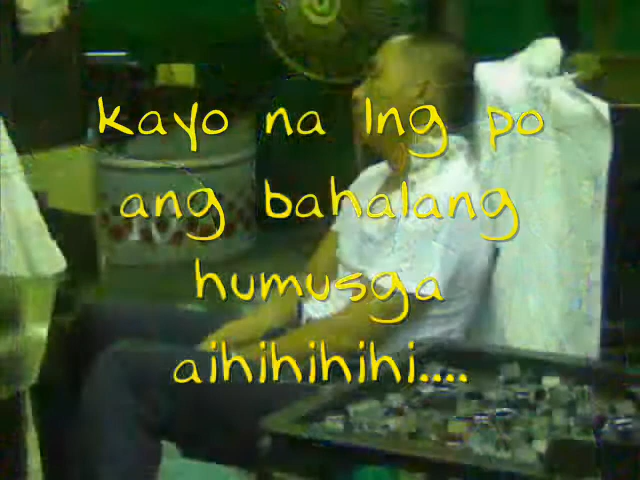 kayo na lng po
ang bahalang
humusga
aihihihihi....